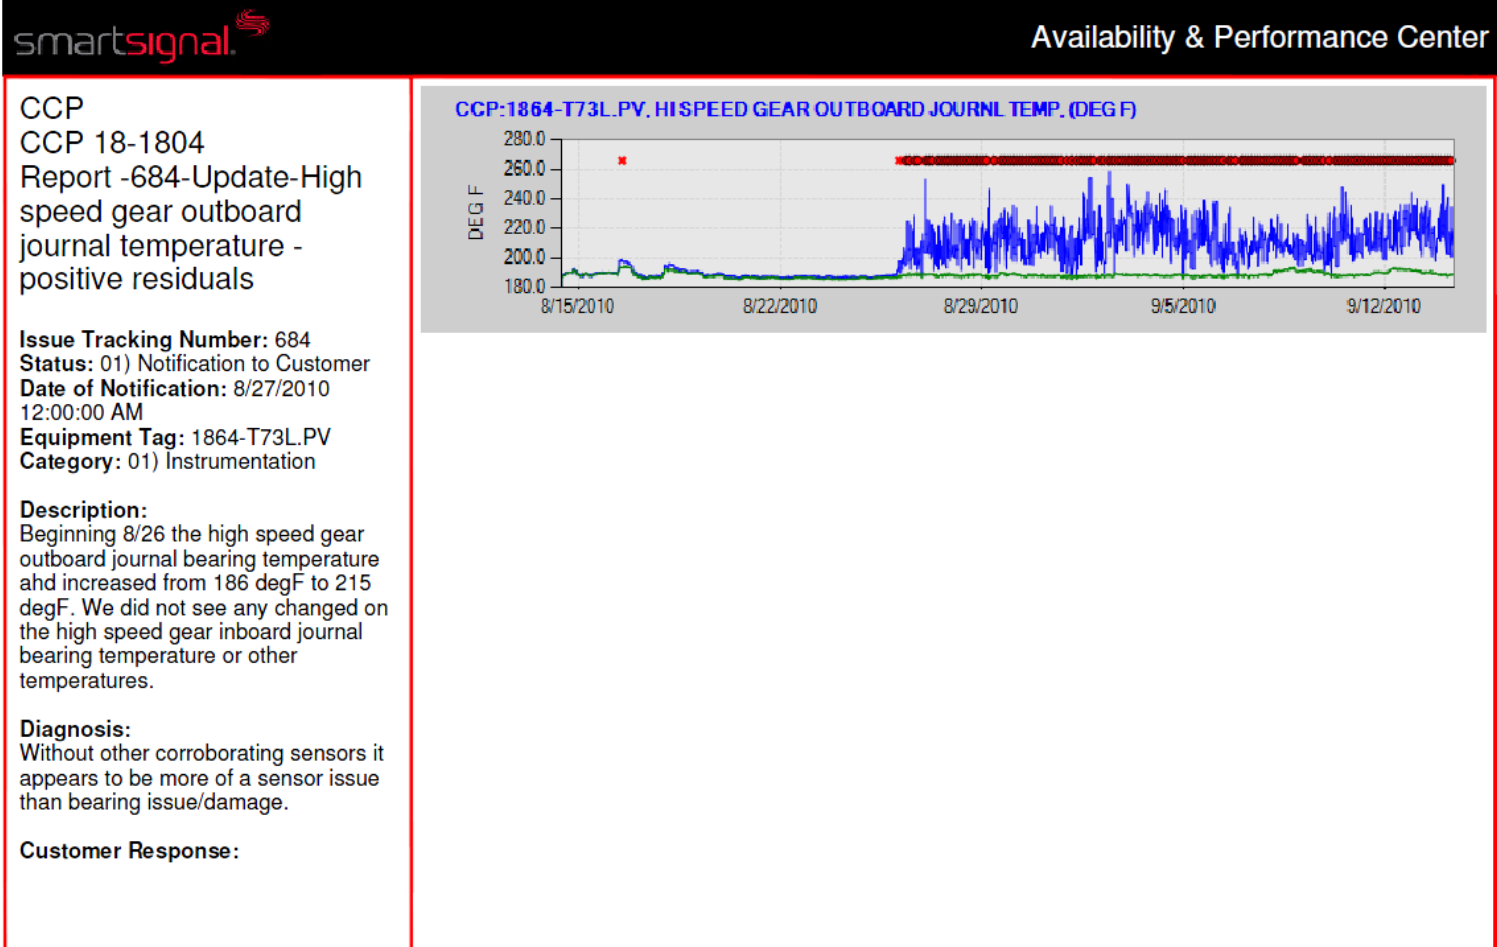 smartsignal.
Availability & Performance Center
CCP
CCP 18-1804
Report -684-Update-High
speed gear outboard
journal temperature -
positive residuals
Issue Tracking Number: 684
Status: 01) Notification to Customer
Date of Notification: 8/27/2010
12:00:00 AM
Equipment Tag: 1864-T73L.PV
Category: 01) Instrumentation
Description:
Beginning 8/26 the high speed gear
outboard journal bearing temperature
ahd increased from 186 degF to 215
degF. We did not see any changed on
the high speed gear inboard journal
bearing temperature or other
temperatures.
Diagnosis:
Without other corroborating sensors it
appears to be more of a sensor issue
than bearing issue/damage.
Customer Response:
CCP:1864-T73L.PV, HI SPEED GEAR OUTBOARD JOURNL TEMP, (DEG F)
DEG F
280.0
260.0
240.0
220.0
200.0
180.0
8/15/2010 8/22/2010 8/29/2010 9/5/2010 9/12/2010